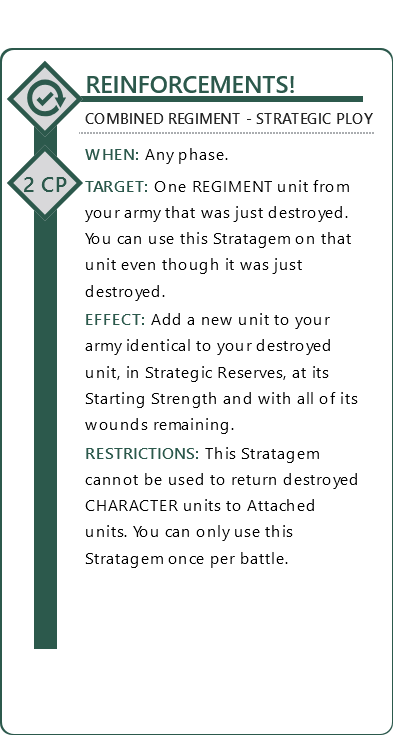 REINFORCEMENTS!
COMBINED REGIMENT - STRATEGIC PLOY
WHEN: Any phase.
2 CP
TARGET: One REGIMENT unit from
your army that was just destroyed.
You can use this Stratagem on that
unit even though it was just
destroyed.
EFFECT: Add a new unit to your
army identical to your destroyed
unit, in Strategic Reserves, at its
Starting Strength and with all of its
wounds remaining.
RESTRICTIONS: This Stratagem
cannot be used to return destroyed
CHARACTER units to Attached
units. You can only use this
Stratagem once per battle.